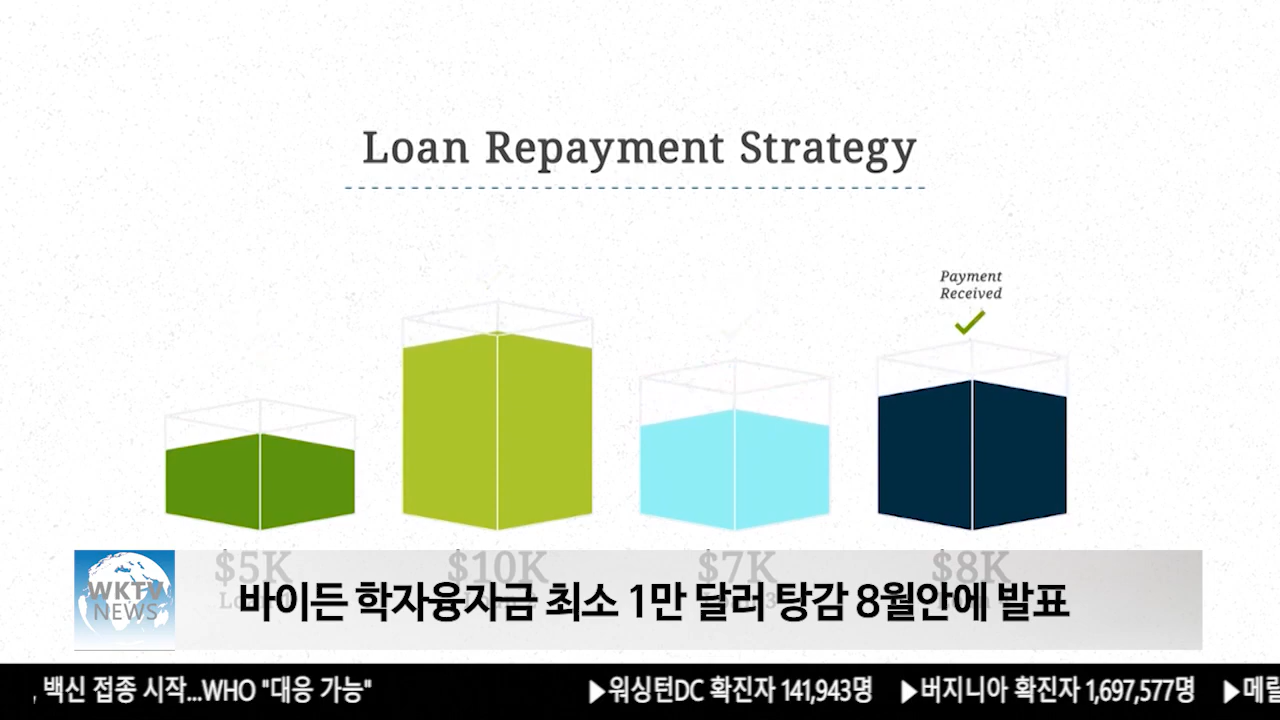 Loan Repayment Strategy
Payment
Received
$5K
$10K
$7K
$8K
WKTV
NEWS
바이든 학자융자금 최소 1만 달러 탕감 8월안에 발표
, 백신 접종 시작...WHO "대응 가능"
▶워싱턴DC 확진자 141,943명
▶버지니아 확진자 1,697,577명
▶메릴